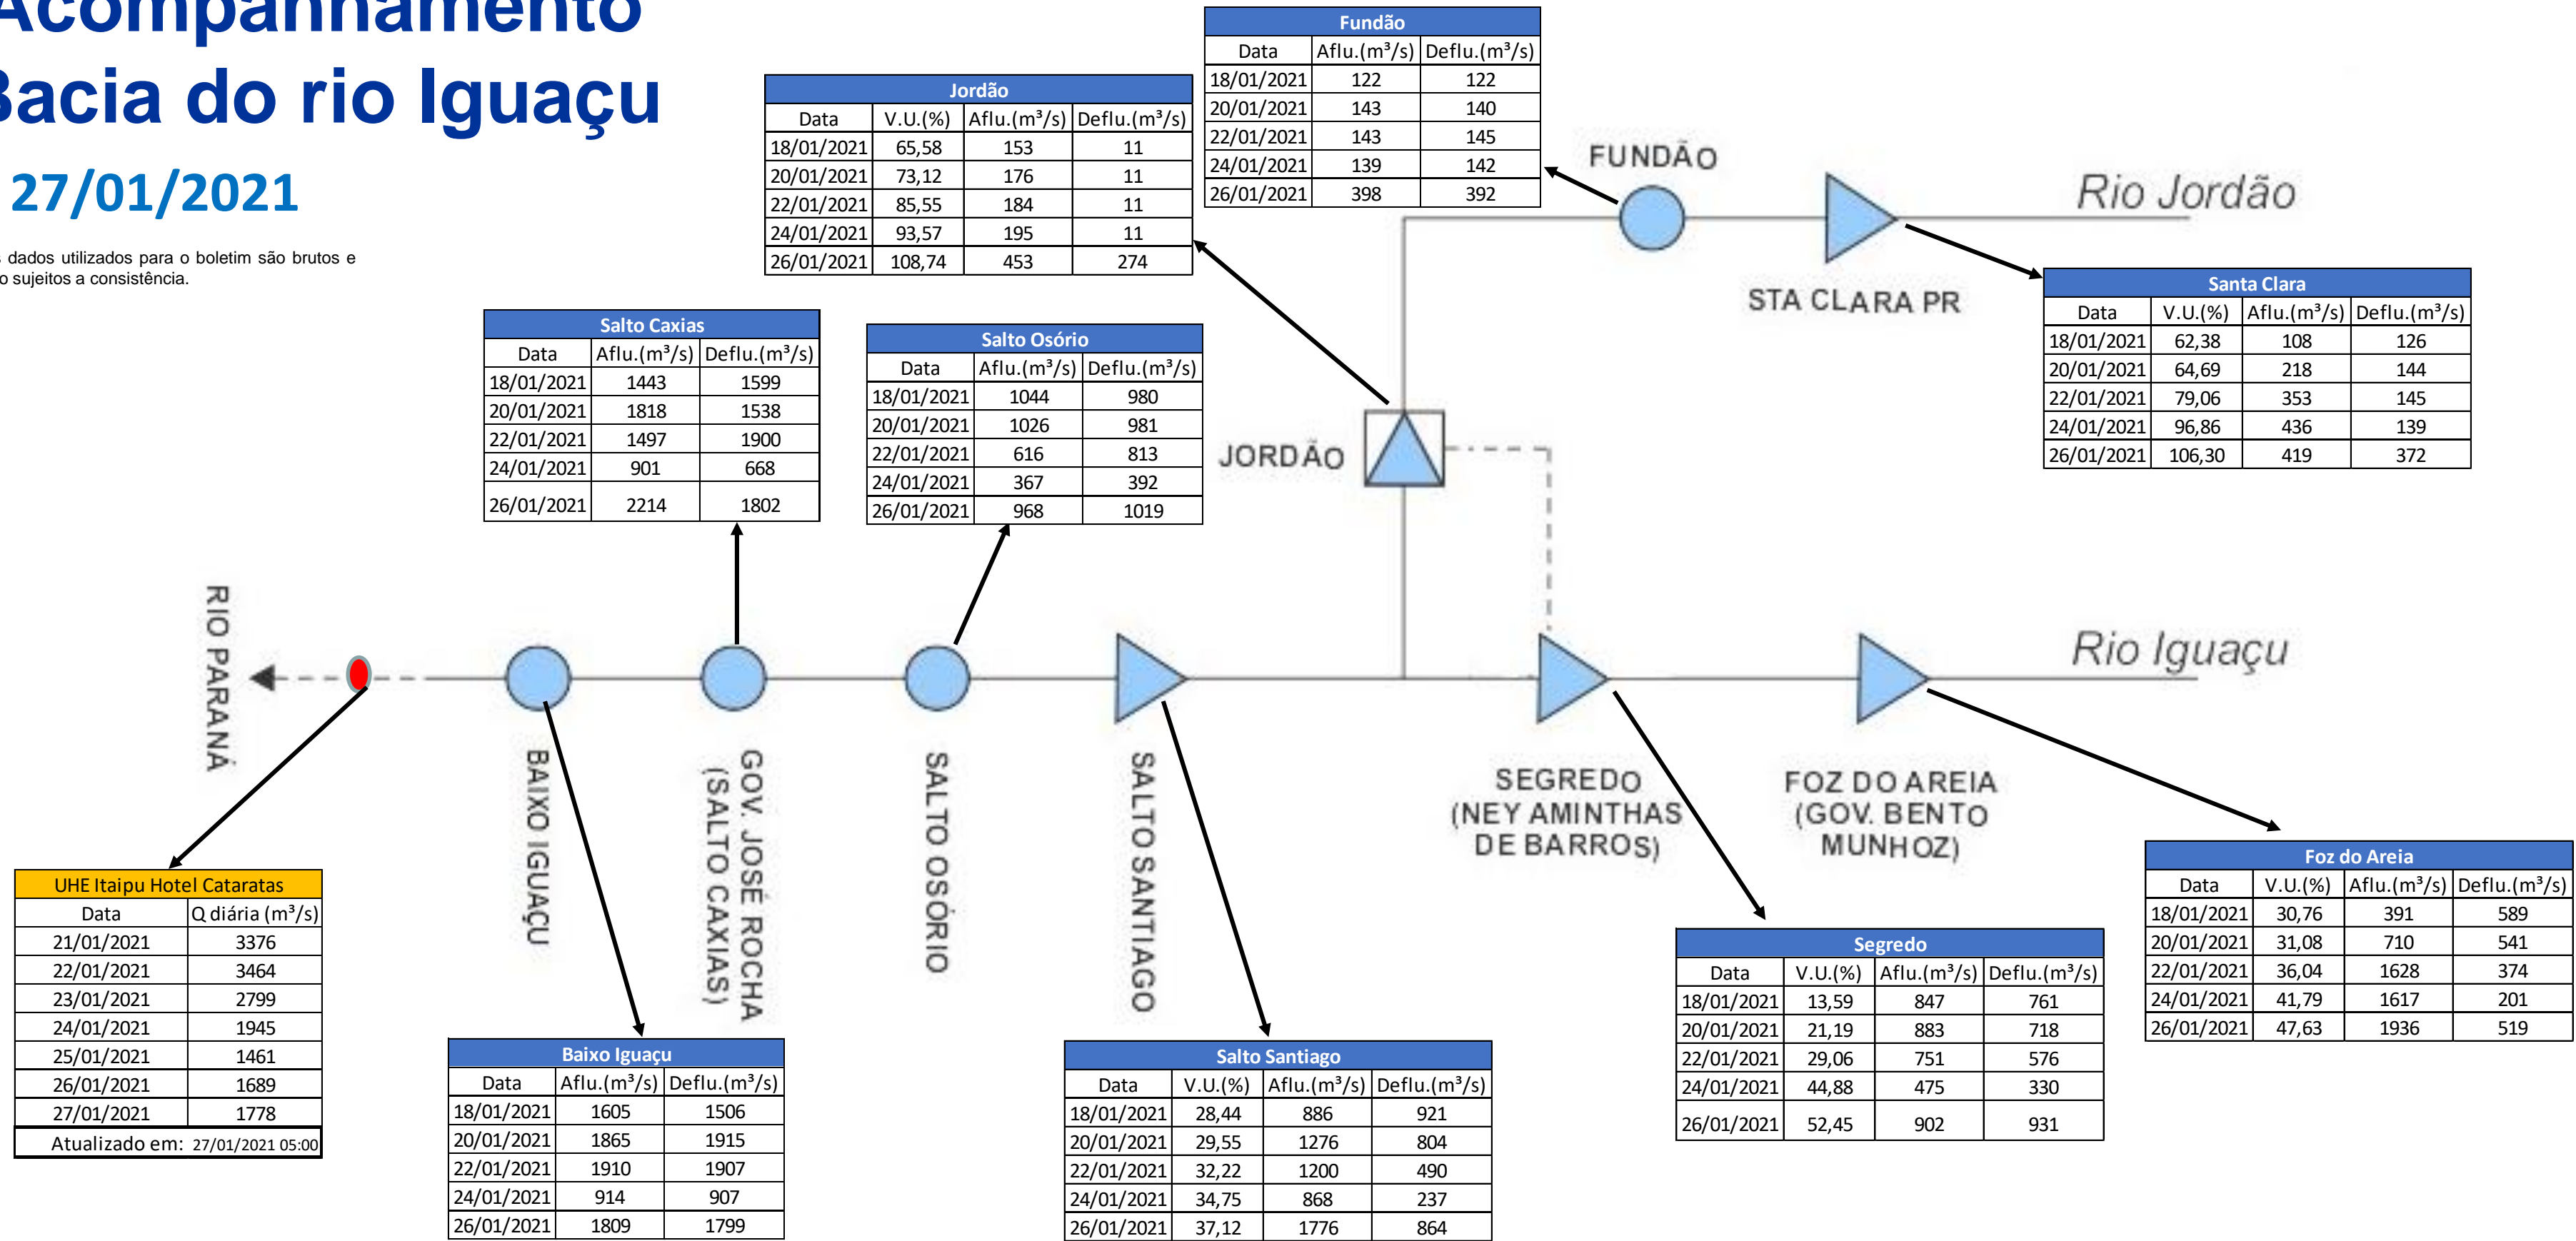 Acompanhamento
Bacia do rio Iguaçu
27/01/2021
dados utilizados para o boletim são brutos e
sujeitos a consistência.
Fundão
Data Aflu.(m³/s) Deflu.(m³/s)
18/01/2021 122 122
20/01/2021 143 140
22/01/2021 143 145
24/01/2021 139 142
26/01/2021 398 392
Jordão
Data V.U.(%) Aflu.(m³/s) Deflu.(m³/s)
18/01/2021 65,58 153 11
20/01/2021 73,12 176 11
22/01/2021 85,55 184 11
24/01/2021 93,57 195 11
26/01/2021 108,74 453 274
FUNDÃO
Rio Jordão
STA CLARA PR
Santa Clara
Data V.U.(%) Aflu.(m³/s) Deflu.(m³/s)
18/01/2021 62,38 108 126
20/01/2021 64,69 218 144
22/01/2021 79,06 353 145
24/01/2021 96,86 436 139
26/01/2021 106,30 419 372
Salto Caxias
Data Aflu.(m³/s) Deflu.(m³/s)
18/01/2021 1443 1599
20/01/2021 1818 1538
22/01/2021 1497 1900
24/01/2021 901 668
26/01/2021 2214 1802
Salto Osório
Data Aflu.(m³/s) Deflu.(m³/s)
18/01/2021 1044 980
20/01/2021 1026 981
22/01/2021 616 813
24/01/2021 367 392
26/01/2021 968 1019
JORDÃO
RIO PARANÁ
Rio Iguaçu
BAIXO IGUAÇU
GOV. JOSÉ ROCHA
(SALTO CAXIAS)
SALTO OSÓRIO
SALTO SANTIAGO
SEGREDO
(NEY AMINTHAS
DE BARROS)
FOZ DO AREIA
(GOV. BENTO
MUNHOZ)
UHE Itaipu Hotel Cataratas
Data Q diária (m³/s)
21/01/2021 3376
22/01/2021 3464
23/01/2021 2799
24/01/2021 1945
25/01/2021 1461
26/01/2021 1689
27/01/2021 1778
Atualizado em: 27/01/2021 05:00
Baixo Iguaçu
Data Aflu.(m³/s) Deflu.(m³/s)
18/01/2021 1605 1506
20/01/2021 1865 1915
22/01/2021 1910 1907
24/01/2021 914 907
26/01/2021 1809 1799
Salto Santiago
Data V.U.(%) Aflu.(m³/s) Deflu.(m³/s)
18/01/2021 28,44 886 921
20/01/2021 29,55 1276 804
22/01/2021 32,22 1200 490
24/01/2021 34,75 868 237
26/01/2021 37,12 1776 864
Segredo
Data V.U.(%) Aflu.(m³/s) Deflu.(m³/s)
18/01/2021 13,59 847 761
20/01/2021 21,19 883 718
22/01/2021 29,06 751 576
24/01/2021 44,88 475 330
26/01/2021 52,45 902 931
Foz do Areia
Data V.U.(%) Aflu.(m³/s) Deflu.(m³/s)
18/01/2021 30,76 391 589
20/01/2021 31,08 710 541
22/01/2021 36,04 1628 374
24/01/2021 41,79 1617 201
26/01/2021 47,63 1936 519